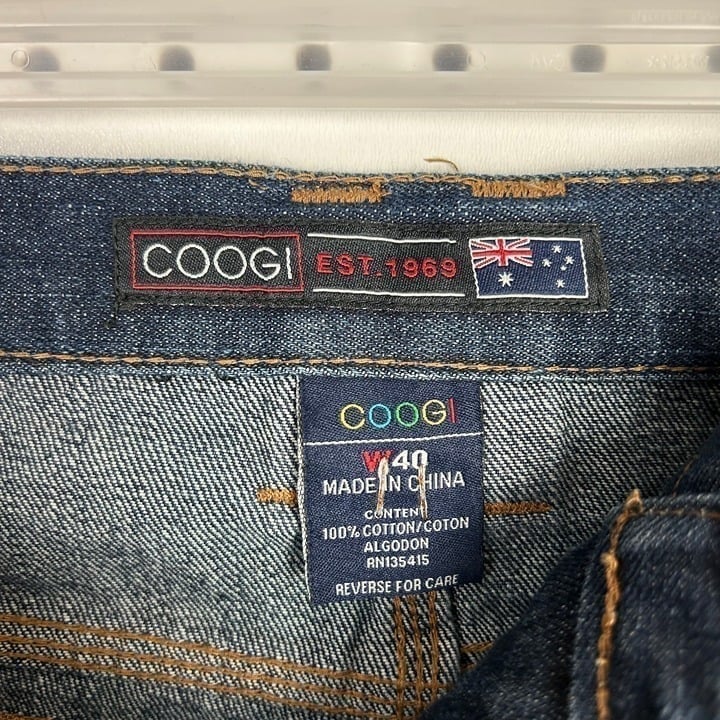 COOGI EST.1969
COOGI
W40
MADE IN CHINA
CONTENT
100% COTTON/COTON
ALGODON
RN135415
REVERSE FOR CARE